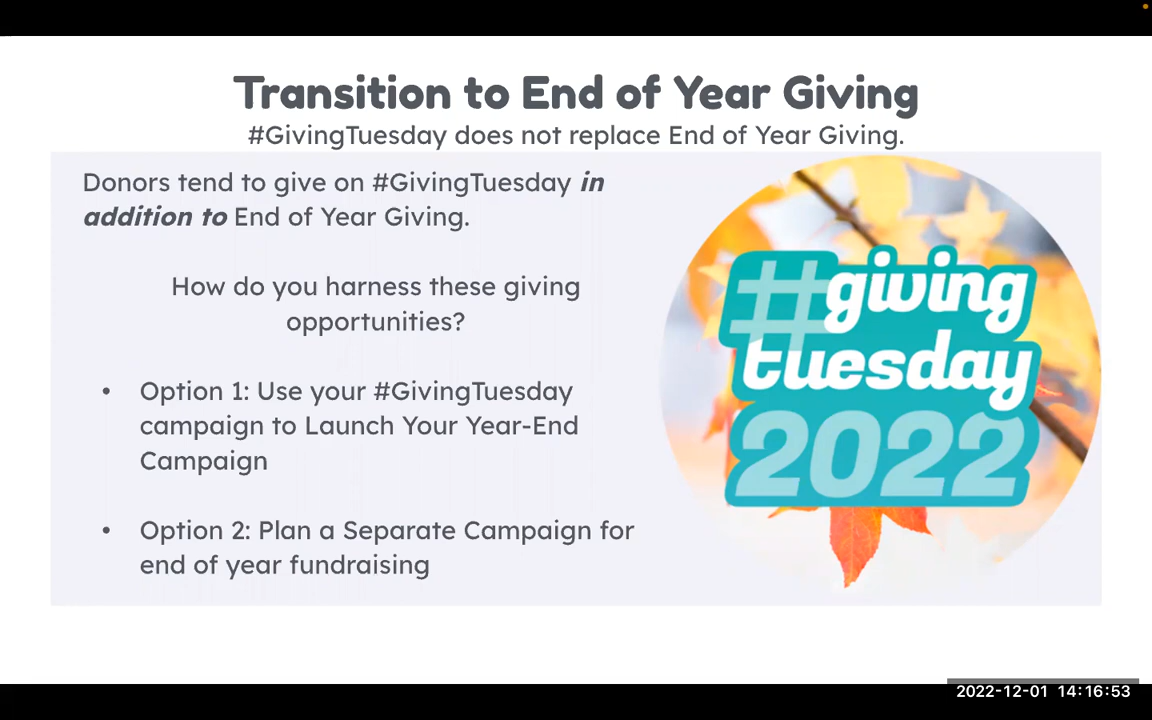 Transition to End of Year Giving
#GivingTuesday does not replace End of Year Giving.
Donors tend to give on #GivingTuesday in
addition to End of Year Giving.
How do you harness these giving
opportunities?
• Option 1: Use your #GivingTuesday
campaign to Launch Your Year-End
Campaign
• Option 2: Plan a Separate Campaign for
end of year fundraising
#giving
tuesday
2022
2022-12-01 14:16:53